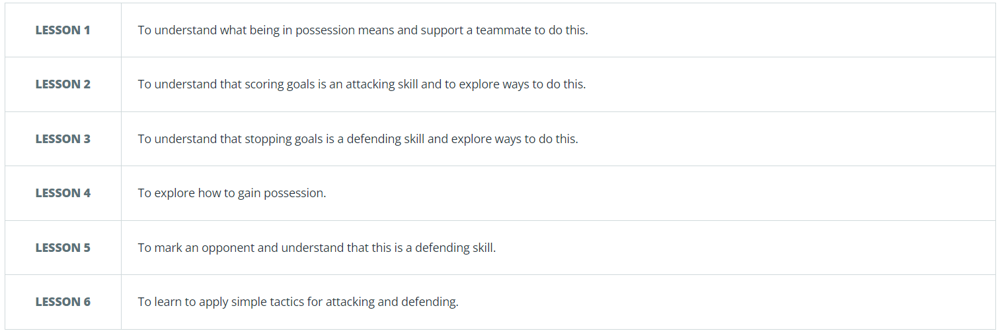 LESSON 1 To understand what being in possession means and support a teammate to do this.
LESSON 2 To understand that scoring goals is an attacking skill and to explore ways to do this.
LESSON 3 To understand that stopping goals is a defending skill and explore ways to do this.
LESSON 4 To explore how to gain possession.
LESSON 5 To mark an opponent and understand that this is a defending skill.
LESSON 6 To learn to apply simple tactics for attacking and defending.